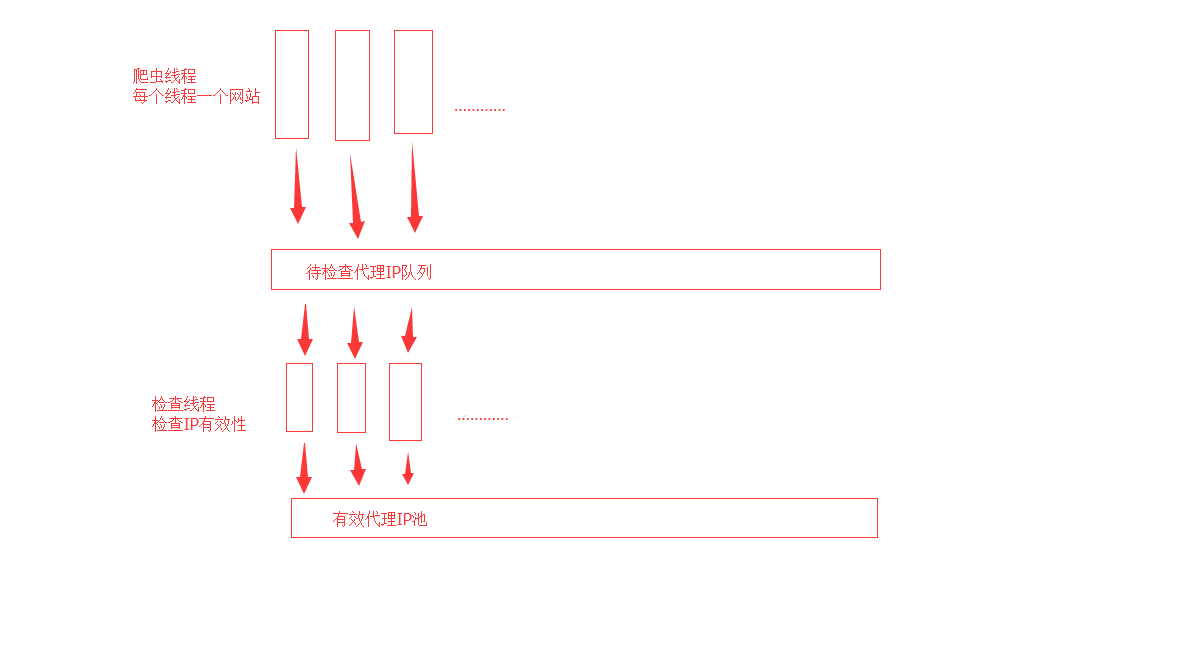 爬虫线程
每个线程一个网站
…………
待检查代理IP队列
检查线程
检查IP有效性
…………
有效代理IP池